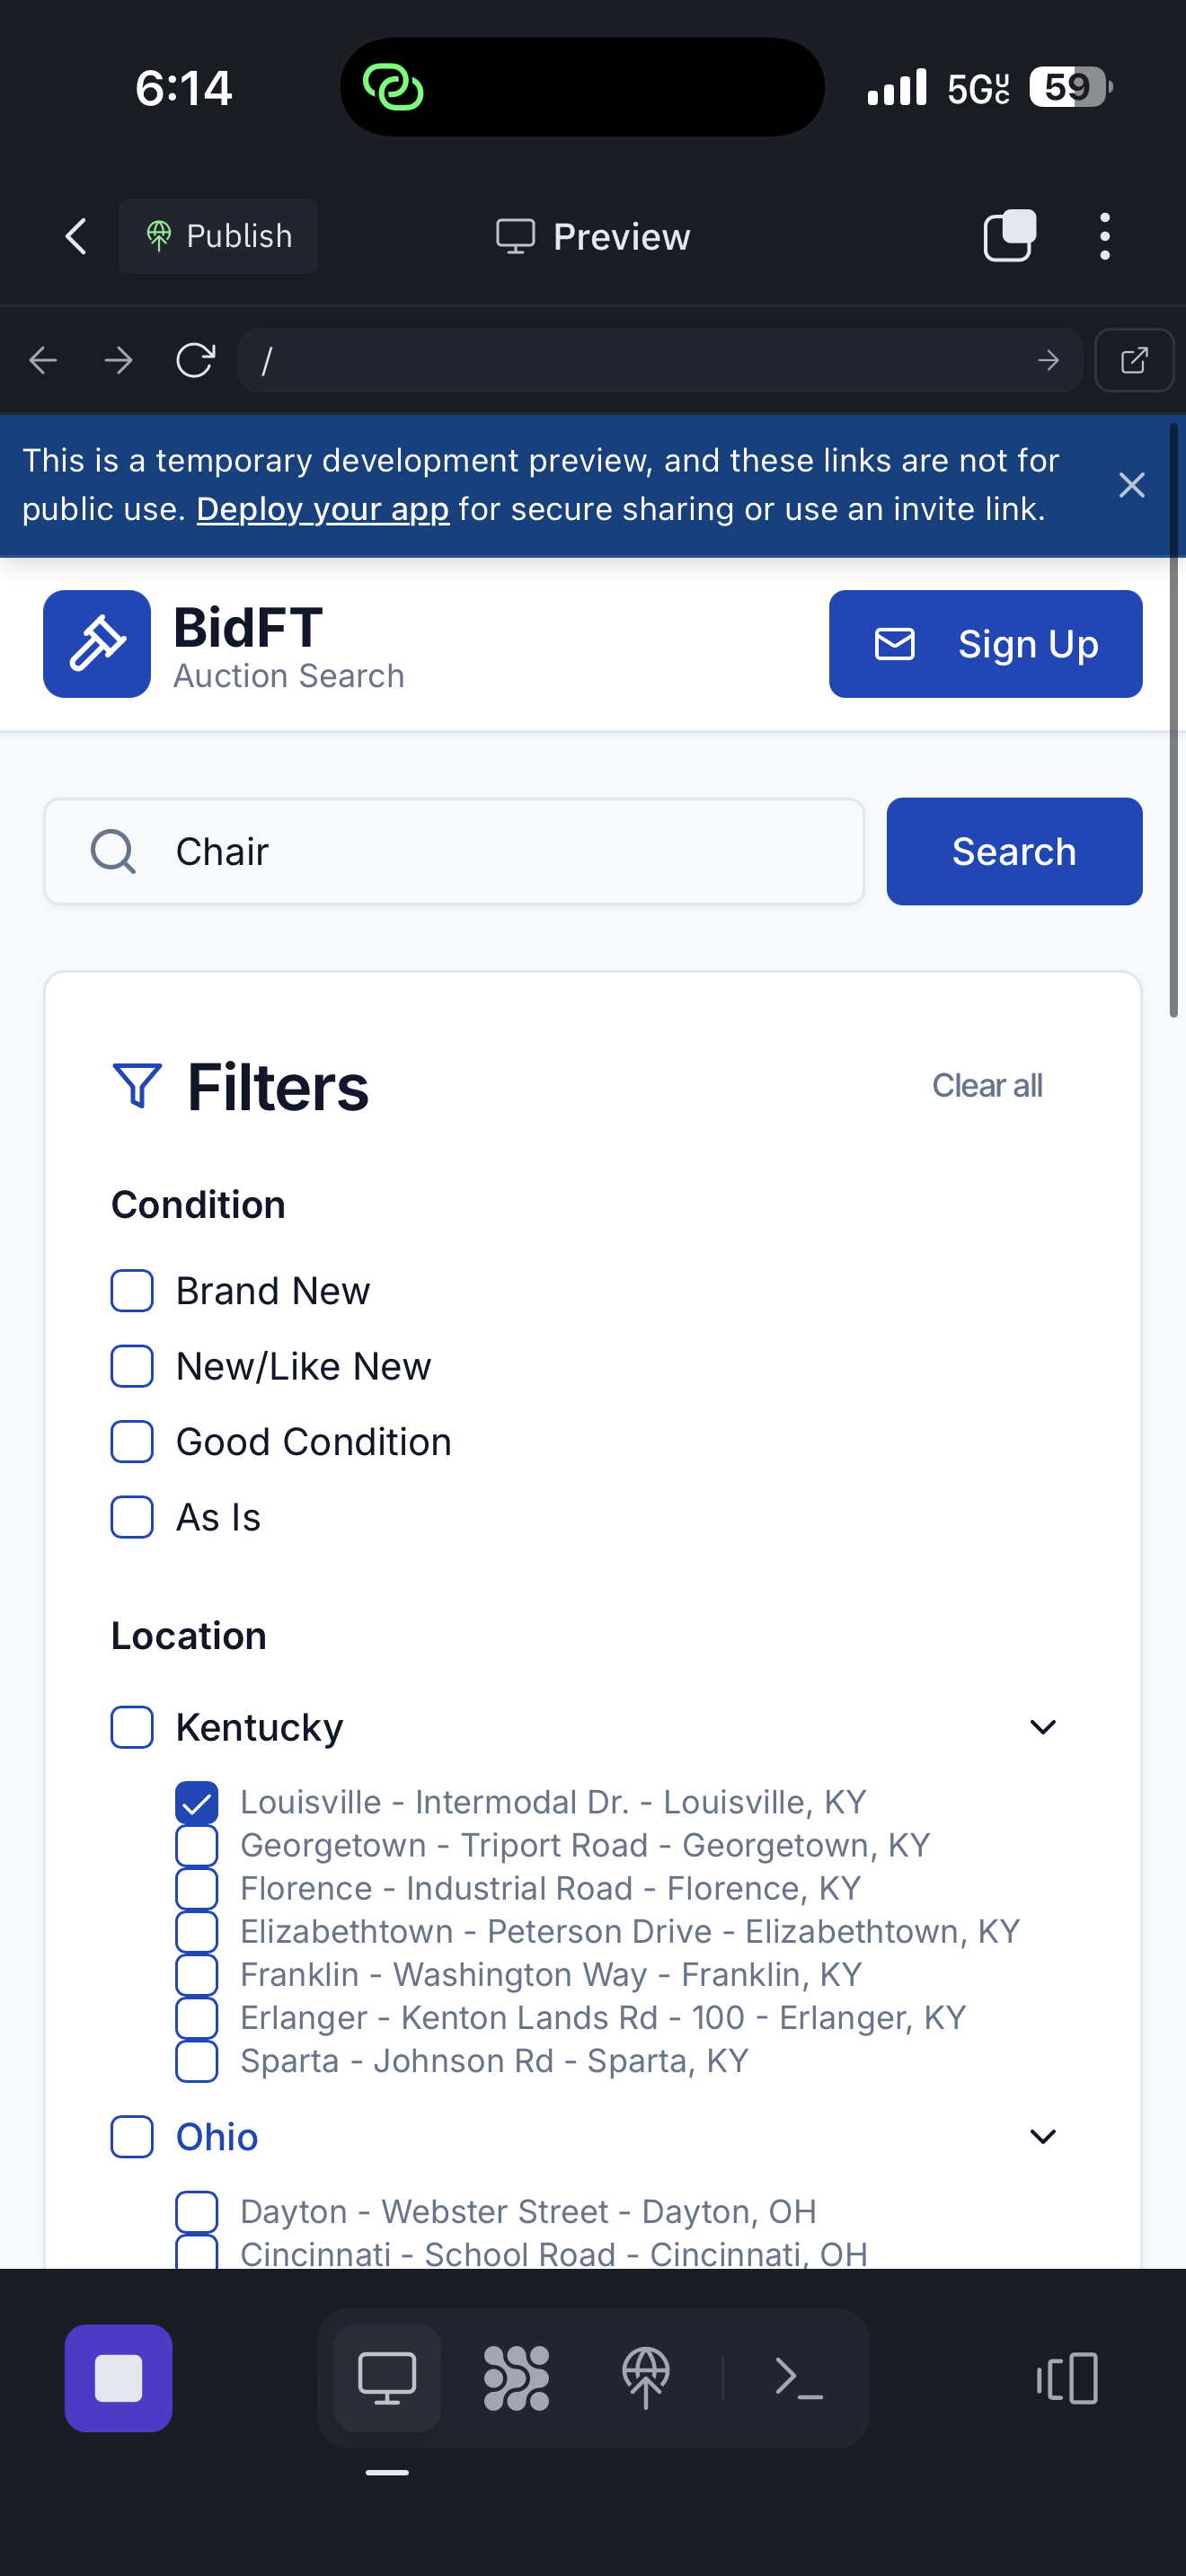 6:14
5GUC
59
Publish
Preview
/
This is a temporary development preview, and these links are not for
public use. Deploy your app for secure sharing or use an invite link.
BidFT
Auction Search
Sign Up
Chair
Search
Filters
Clear all
Condition
Brand New
New/Like New
Good Condition
As Is
Location
Kentucky
Louisville - Intermodal Dr. - Louisville, KY
Georgetown - Triport Road - Georgetown, KY
Florence - Industrial Road - Florence, KY
Elizabethtown - Peterson Drive - Elizabethtown, KY
Franklin - Washington Way - Franklin, KY
Erlanger - Kenton Lands Rd - 100 - Erlanger, KY
Sparta - Johnson Rd - Sparta, KY
Ohio
Dayton - Webster Street - Dayton, OH
Cincinnati - School Road - Cincinnati, OH